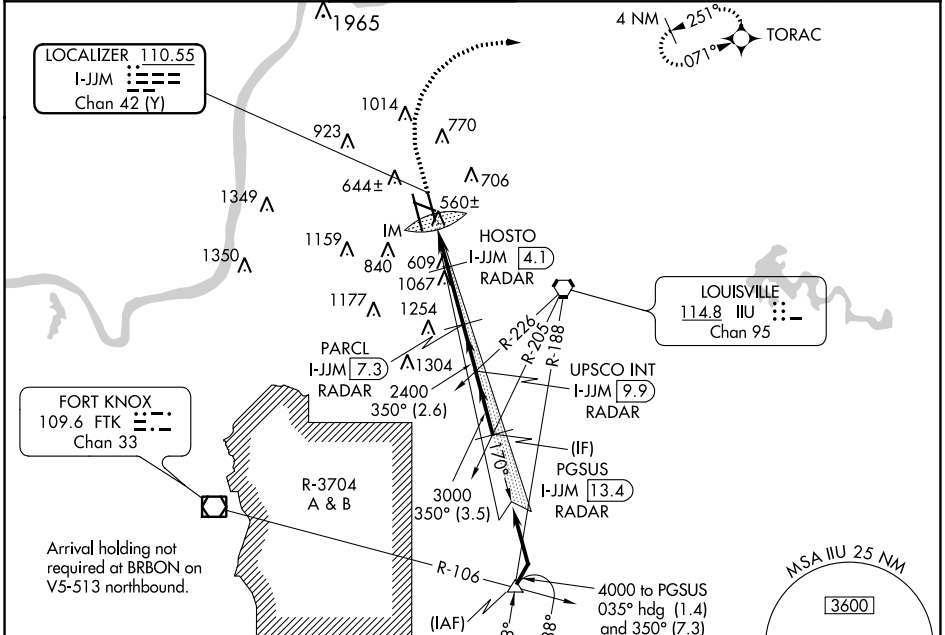 1965
4 NM
251°
071°
TORAC
LOCALIZER 110.55
I-JJM
Chan 42 (Y)
1014
923
770
644±
706
1349
560±
IM
HOSTO
I-JJM 4.1
RADAR
1159
840
609
1350
1067
LOUISVILLE
114.8 IIU
Chan 95
1177
1254
R-226
R-205
R-188
PARCL
I-JJM 7.3
RADAR
1304
UPSCO INT
I-JJM 9.9
RADAR
2400
350° (2.6)
FORT KNOX
109.6 FTK
Chan 33
(IF)
PGSUS
I-JJM 13.4
RADAR
170°
R-3704
A & B
3000
350° (3.5)
Arrival holding not
required at BRBON on
V5-513 northbound.
R-106
MSA IIU 25 NM
3600
4000 to PGSUS
035° hdg (1.4)
and 350° (7.3)
(IAF)